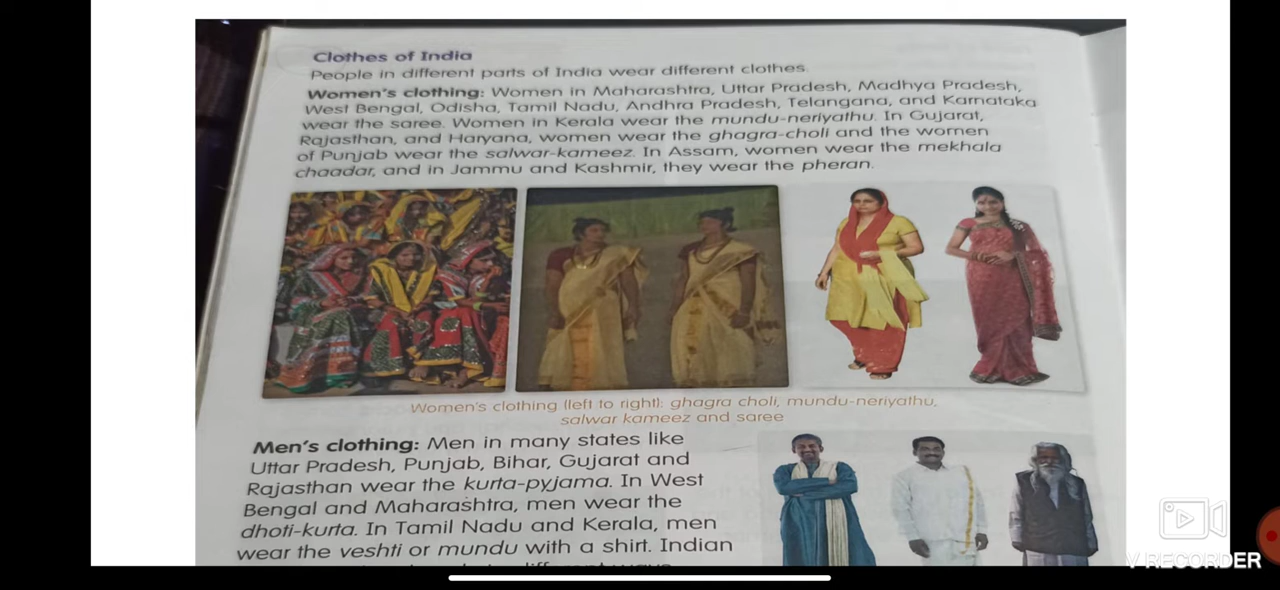 Clothes of India
People in different parts of India wear different clothes.
Women's clothing: Women in Maharashtra, Uttar Pradesh, Madhya Pradesh,
West Bengal, Odisha, Tamil Nadu, Andhra Pradesh, Telangana, and Karnataka
wear the saree. Women in Kerala wear the mundu-neriyathu. In Gujarat,
Rajasthan, and Haryana, women wear the ghagra-choli and the women
of Punjab wear the salwar-kameez. In Assam, women wear the mekhala
chaadar, and in Jammu and Kashmir, they wear the pheran.
Women's clothing (left to right): ghagra choli, mundu-neriyathu,
salwar kameez and saree
Men's clothing: Men in many states like
Uttar Pradesh, Punjab, Bihar, Gujarat and
Rajasthan wear the kurta-pyjama. In West
Bengal and Maharashtra, men wear the
dhoti-kurta. In Tamil Nadu and Kerala, men
wear the veshti or mundu with a shirt. Indian
V RECORDER